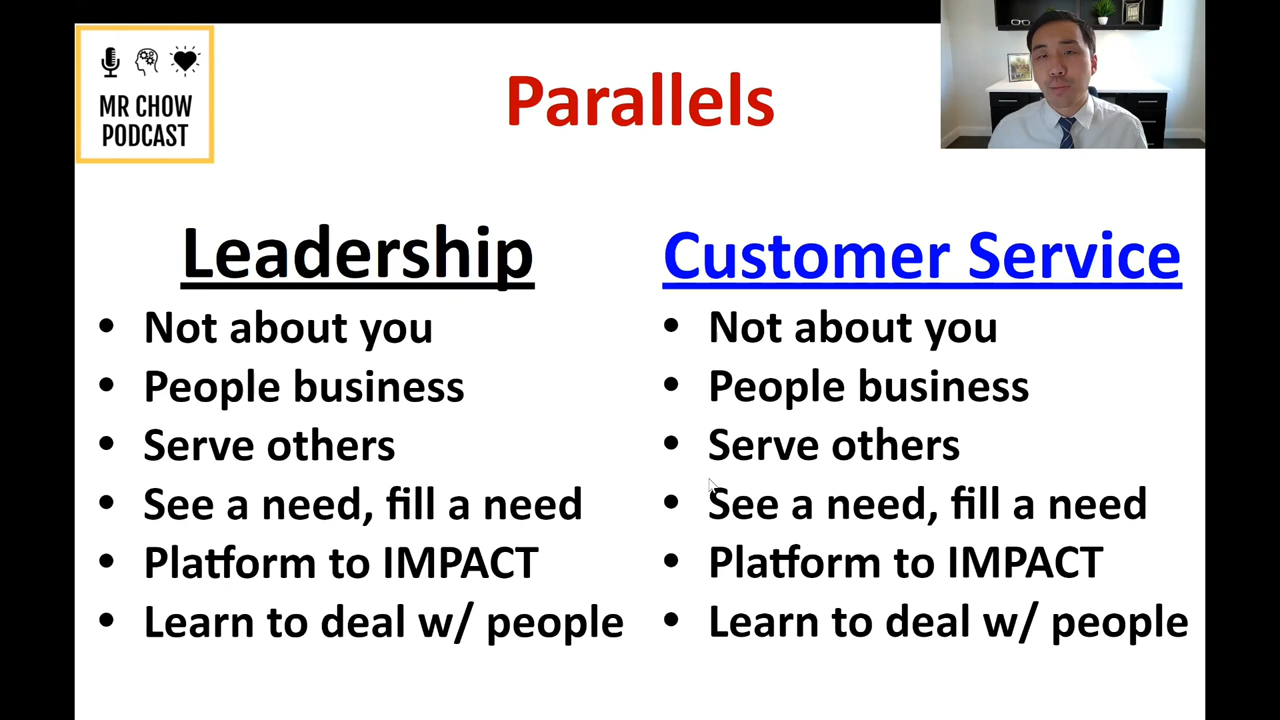 MR CHOW
PODCAST
Parallels
Leadership
• Not about you
• People business
• Serve others
• See a need, fill a need
• Platform to IMPACT
• Learn to deal w/ people
Customer Service
• Not about you
• People business
• Serve others
• See a need, fill a need
• Platform to IMPACT
• Learn to deal w/ people